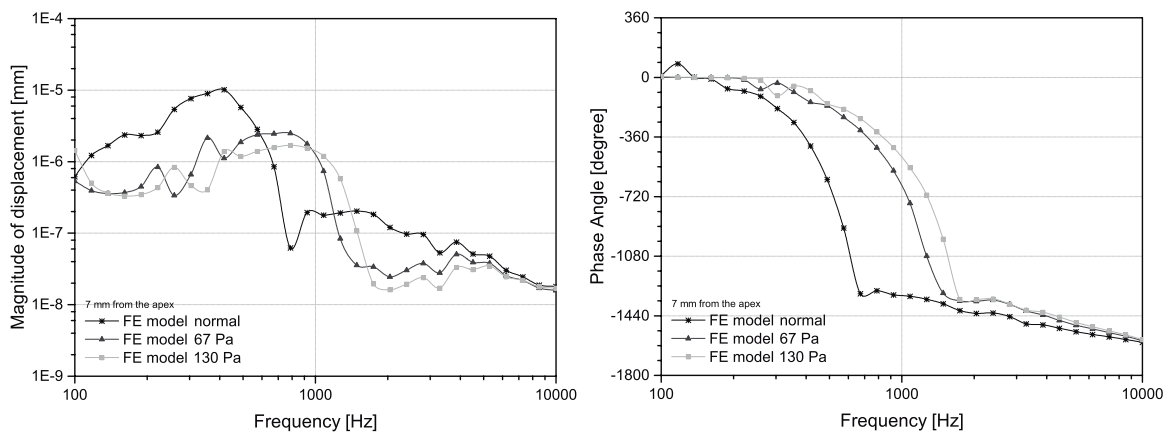 Magnitude of displacement [mm]
1E-4
1E-5
1E-6
1E-7
1E-8
1E-9
7 mm from the apex
FE model normal
FE model 67 Pa
FE model 130 Pa
100
1000
10000
Frequency [Hz]
Phase Angle [degree]
360
0
-360
-720
-1080
-1440
-1800
7 mm from the apex
FE model normal
FE model 67 Pa
FE model 130 Pa
100
1000
10000
Frequency [Hz]